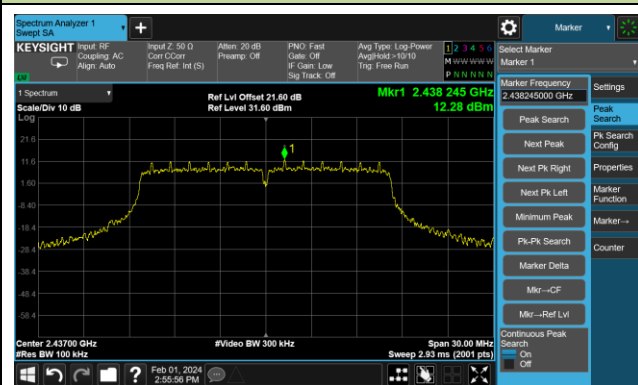 Spectrum Analyzer 1
Swept SA
+
Marker
KEYSIGHT
Input: RF
Coupling: AC
Align: Auto
Input Z: 50 Ω
Corr CCorr
Freq Ref: Int (S)
Atten: 20 dB
Preamp: Off
PNO: Fast
Gate: Off
IF Gain: Low
Sig Track: Off
Avg Type: Log-Power
Avg|Hold:>10/10
Trig: Free Run
1 2 3 4 5 6
M W W W W W
P N N N N N
Select Marker
Marker 1
1 Spectrum
Scale/Div 10 dB
Log
Ref Lvl Offset 21.60 dB
Ref Level 31.60 dBm
Mkr1 2.438 245 GHz
12.28 dBm
1
21.6
11.6
1.60
-8.40
-18.4
-28.4
-38.4
-48.4
-58.4
Center 2.43700 GHz
#Res BW 100 kHz
#Video BW 300 kHz
Span 30.00 MHz
Sweep 2.93 ms (2001 pts)
Marker Frequency
2.438245000 GHz
Peak Search
Next Peak
Next Pk Right
Next Pk Left
Minimum Peak
Pk-Pk Search
Marker Delta
Mkr→CF
Mkr→Ref Lvl
Continuous Peak
Search
On
Off
Settings
Peak
Search
Pk Search
Config
Properties
Marker
Function
Marker→
Counter
?
Feb 01, 2024
2:55:56 PM